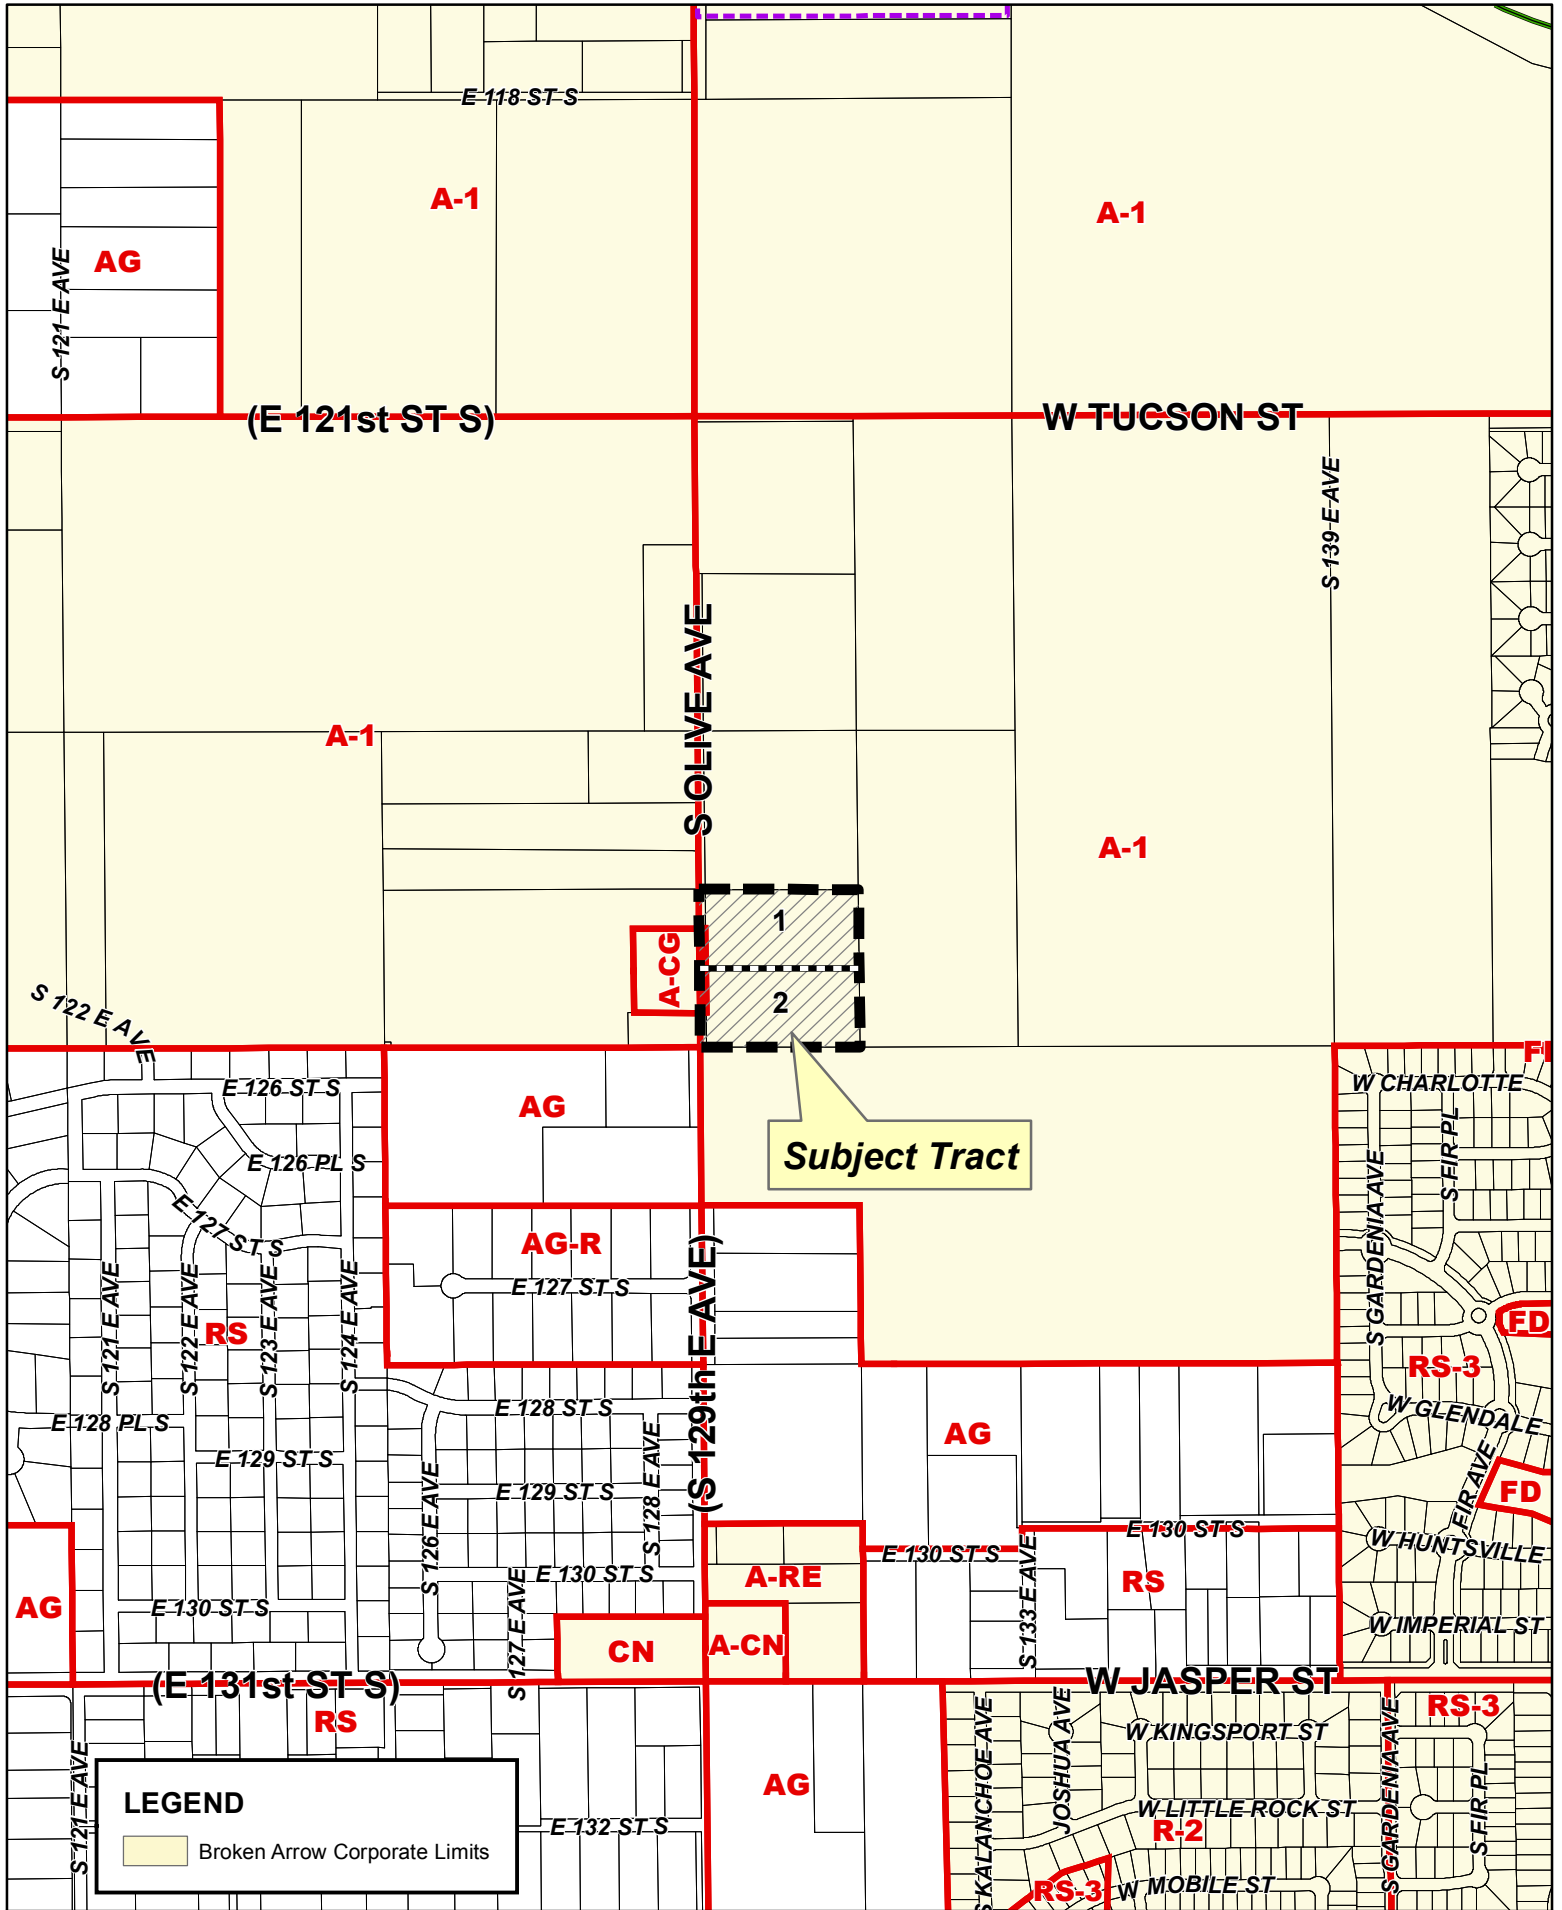 E 118 ST S
A-1
A-1
AG
S 121 E AVE
(E 121st ST S)
W TUCSON ST
S 139 E AVE
S OLIVE AVE
A-1
A-1
1
A-CG
2
S 122 E AVE
E 126 ST S
AG
W CHARLOTTE
S FIR PL
Subject Tract
E 126 PL S
S GARDENIA AVE
E 127 ST S
AG-R
E 127 ST S
(S 129th E AVE)
S 121 E AVE
S 122 E AVE
RS
S 123 E AVE
S 124 E AVE
FD
RS-3
E 128 ST S
W GLENDALE
E 128 PL S
S 128 E AVE
AG
E 129 ST S
S 126 E AVE
E 129 ST S
FIR AVE
FD
E 130 ST S
W HUNTSVILLE
E 130 ST S
S 133 E AVE
E 130 ST S
A-RE
RS
S 127 E AVE
AG
E 130 ST S
W IMPERIAL ST
CN
A-CN
(E 131st ST S)
W JASPER ST
RS
RS-3
S KALANCHOE AVE
JOSHUA AVE
W KINGSPORT ST
S GARDENIA AVE
S 121 E AVE
AG
S FIR PL
LEGEND
W LITTLE ROCK ST
E 132 ST S
R-2
Broken Arrow Corporate Limits
RS-3
W MOBILE ST